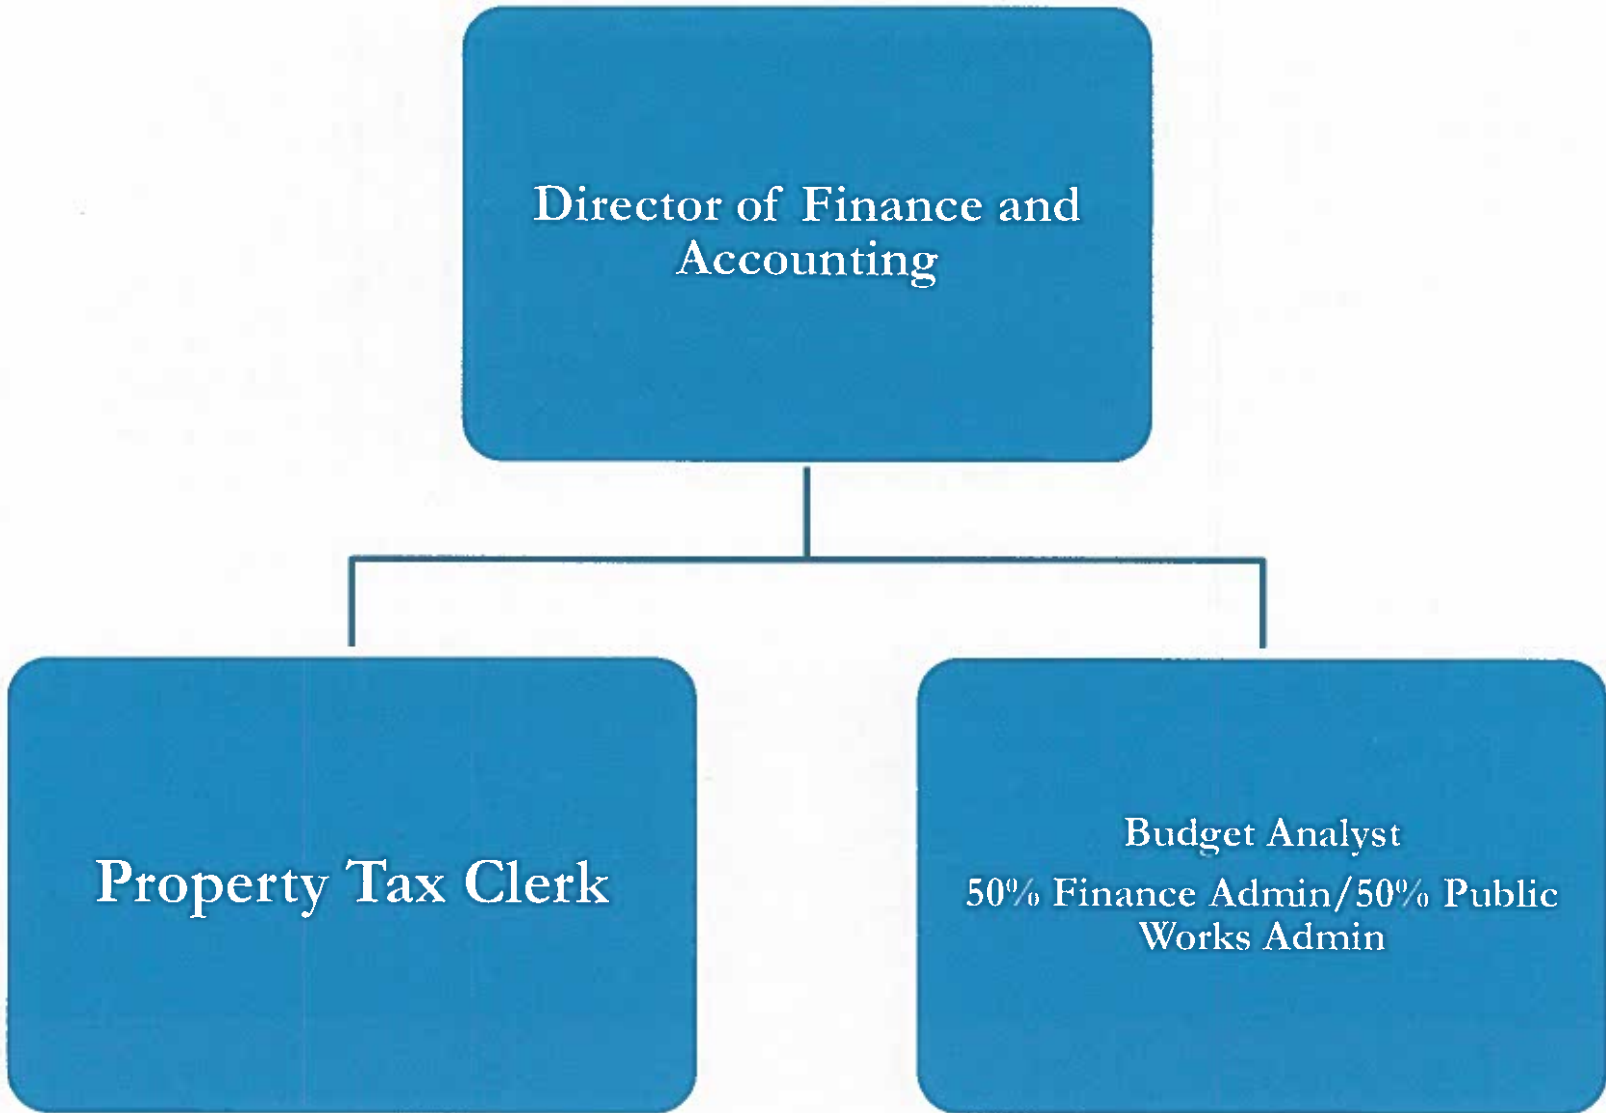 Director of Finance and
Accounting
Property Tax Clerk
Budget Analyst
50% Finance Admin/50% Public
Works Admin